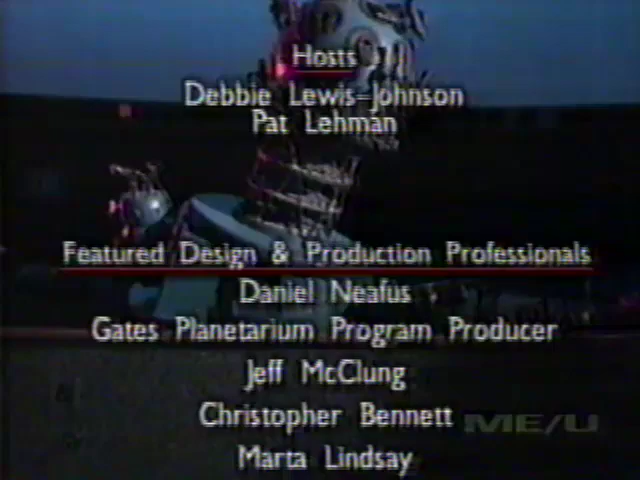 Hosts
Debbie Lewis-Johnson
Pat Lehman
Featured Design & Production Professionals
Daniel Neafus
Gates Planetarium Program Producer
Jeff McClung
Christopher Bennett
ME/U
Marta Lindsay